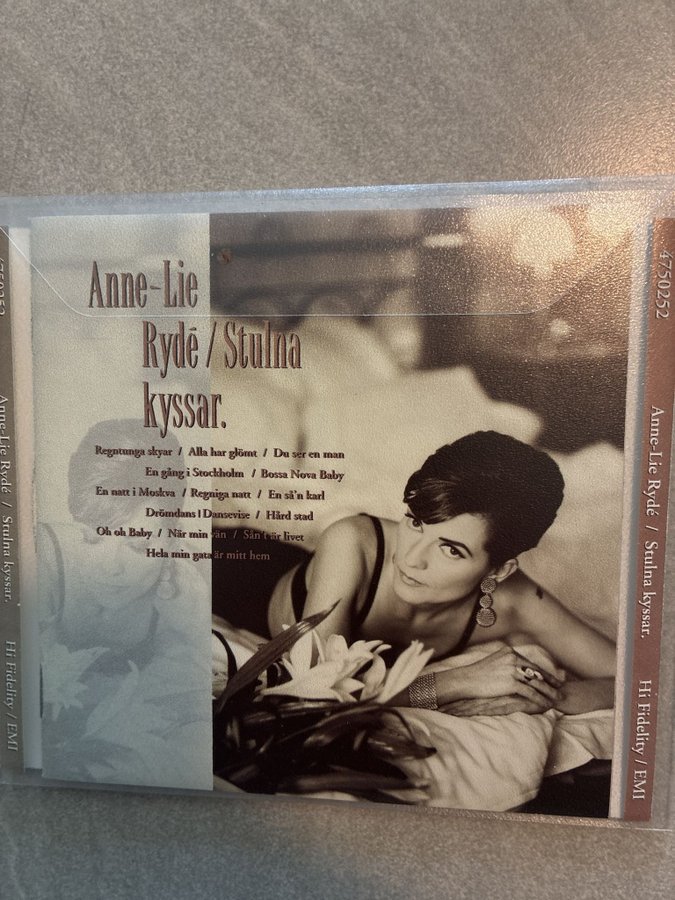 Anne-Lie
Rydé / Stulna
kyssar.
Regntunga skyar / Alla har glömt / Du ser en man
En gång i Stockholm / Bossa Nova Baby
En natt i Moskva / Regniga natt / En så'n karl
Drömdans i Dansevise / Hård stad
Oh oh Baby / När min vän / Sån't är livet
Hela min gata är mitt hem
4750252 Anne-Lie Rydé / Stulna kyssar. Hi Fidelity / EMI
4750252 Anne-Lie Rydé / Stulna kyssar. Hi Fidelity / EMI